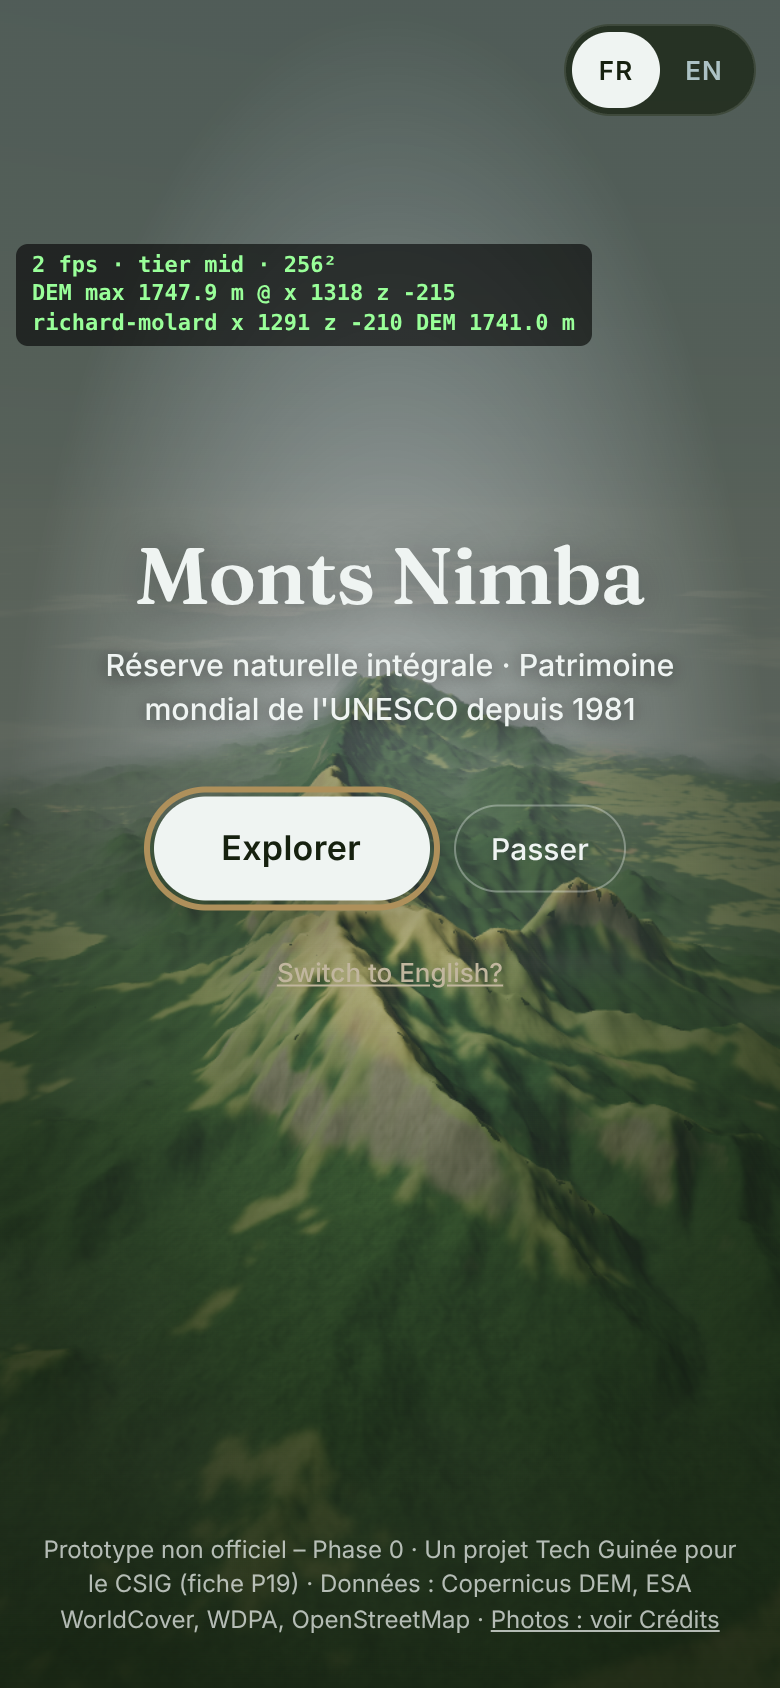 FR EN
2 fps · tier mid · 256²
DEM max 1747.9 m @ x 1318 z -215
richard-molard x 1291 z -210 DEM 1741.0 m
Monts Nimba
Réserve naturelle intégrale · Patrimoine
mondial de l'UNESCO depuis 1981
Explorer Passer
Switch to English?
Prototype non officiel – Phase 0 · Un projet Tech Guinée pour
le CSIG (fiche P19) · Données : Copernicus DEM, ESA
WorldCover, WDPA, OpenStreetMap · Photos : voir Crédits